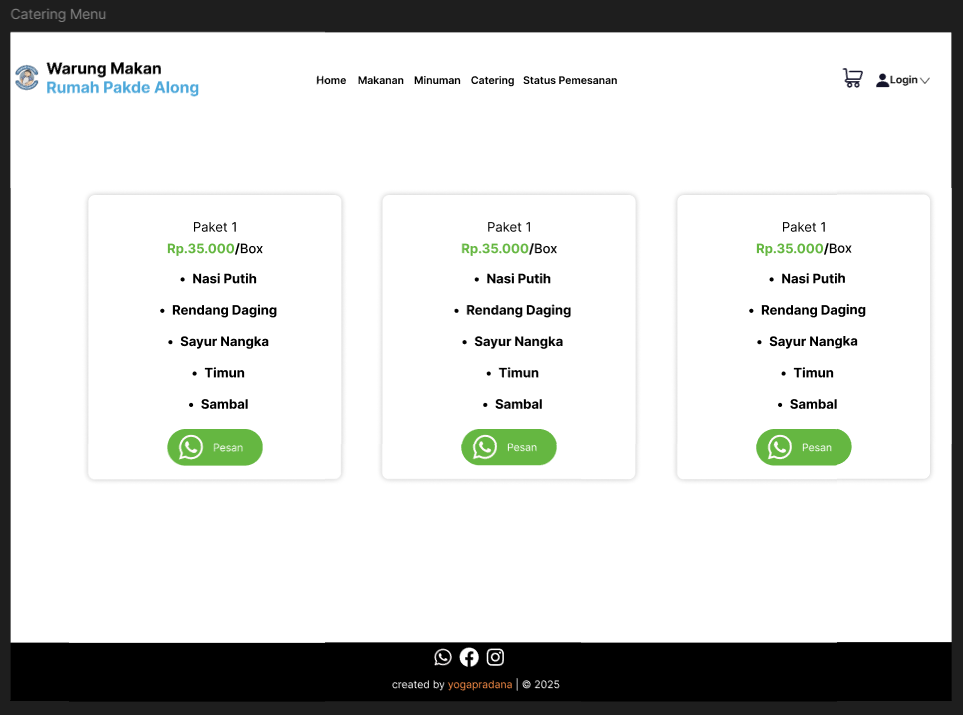 Catering Menu
Warung Makan
Rumah Pakde Along
Home Makanan Minuman Catering Status Pemesanan
Login
Paket 1
Rp.35.000/Box
• Nasi Putih
• Rendang Daging
• Sayur Nangka
• Timun
• Sambal
Pesan
Paket 1
Rp.35.000/Box
• Nasi Putih
• Rendang Daging
• Sayur Nangka
• Timun
• Sambal
Pesan
Paket 1
Rp.35.000/Box
• Nasi Putih
• Rendang Daging
• Sayur Nangka
• Timun
• Sambal
Pesan
created by yogapradana | © 2025